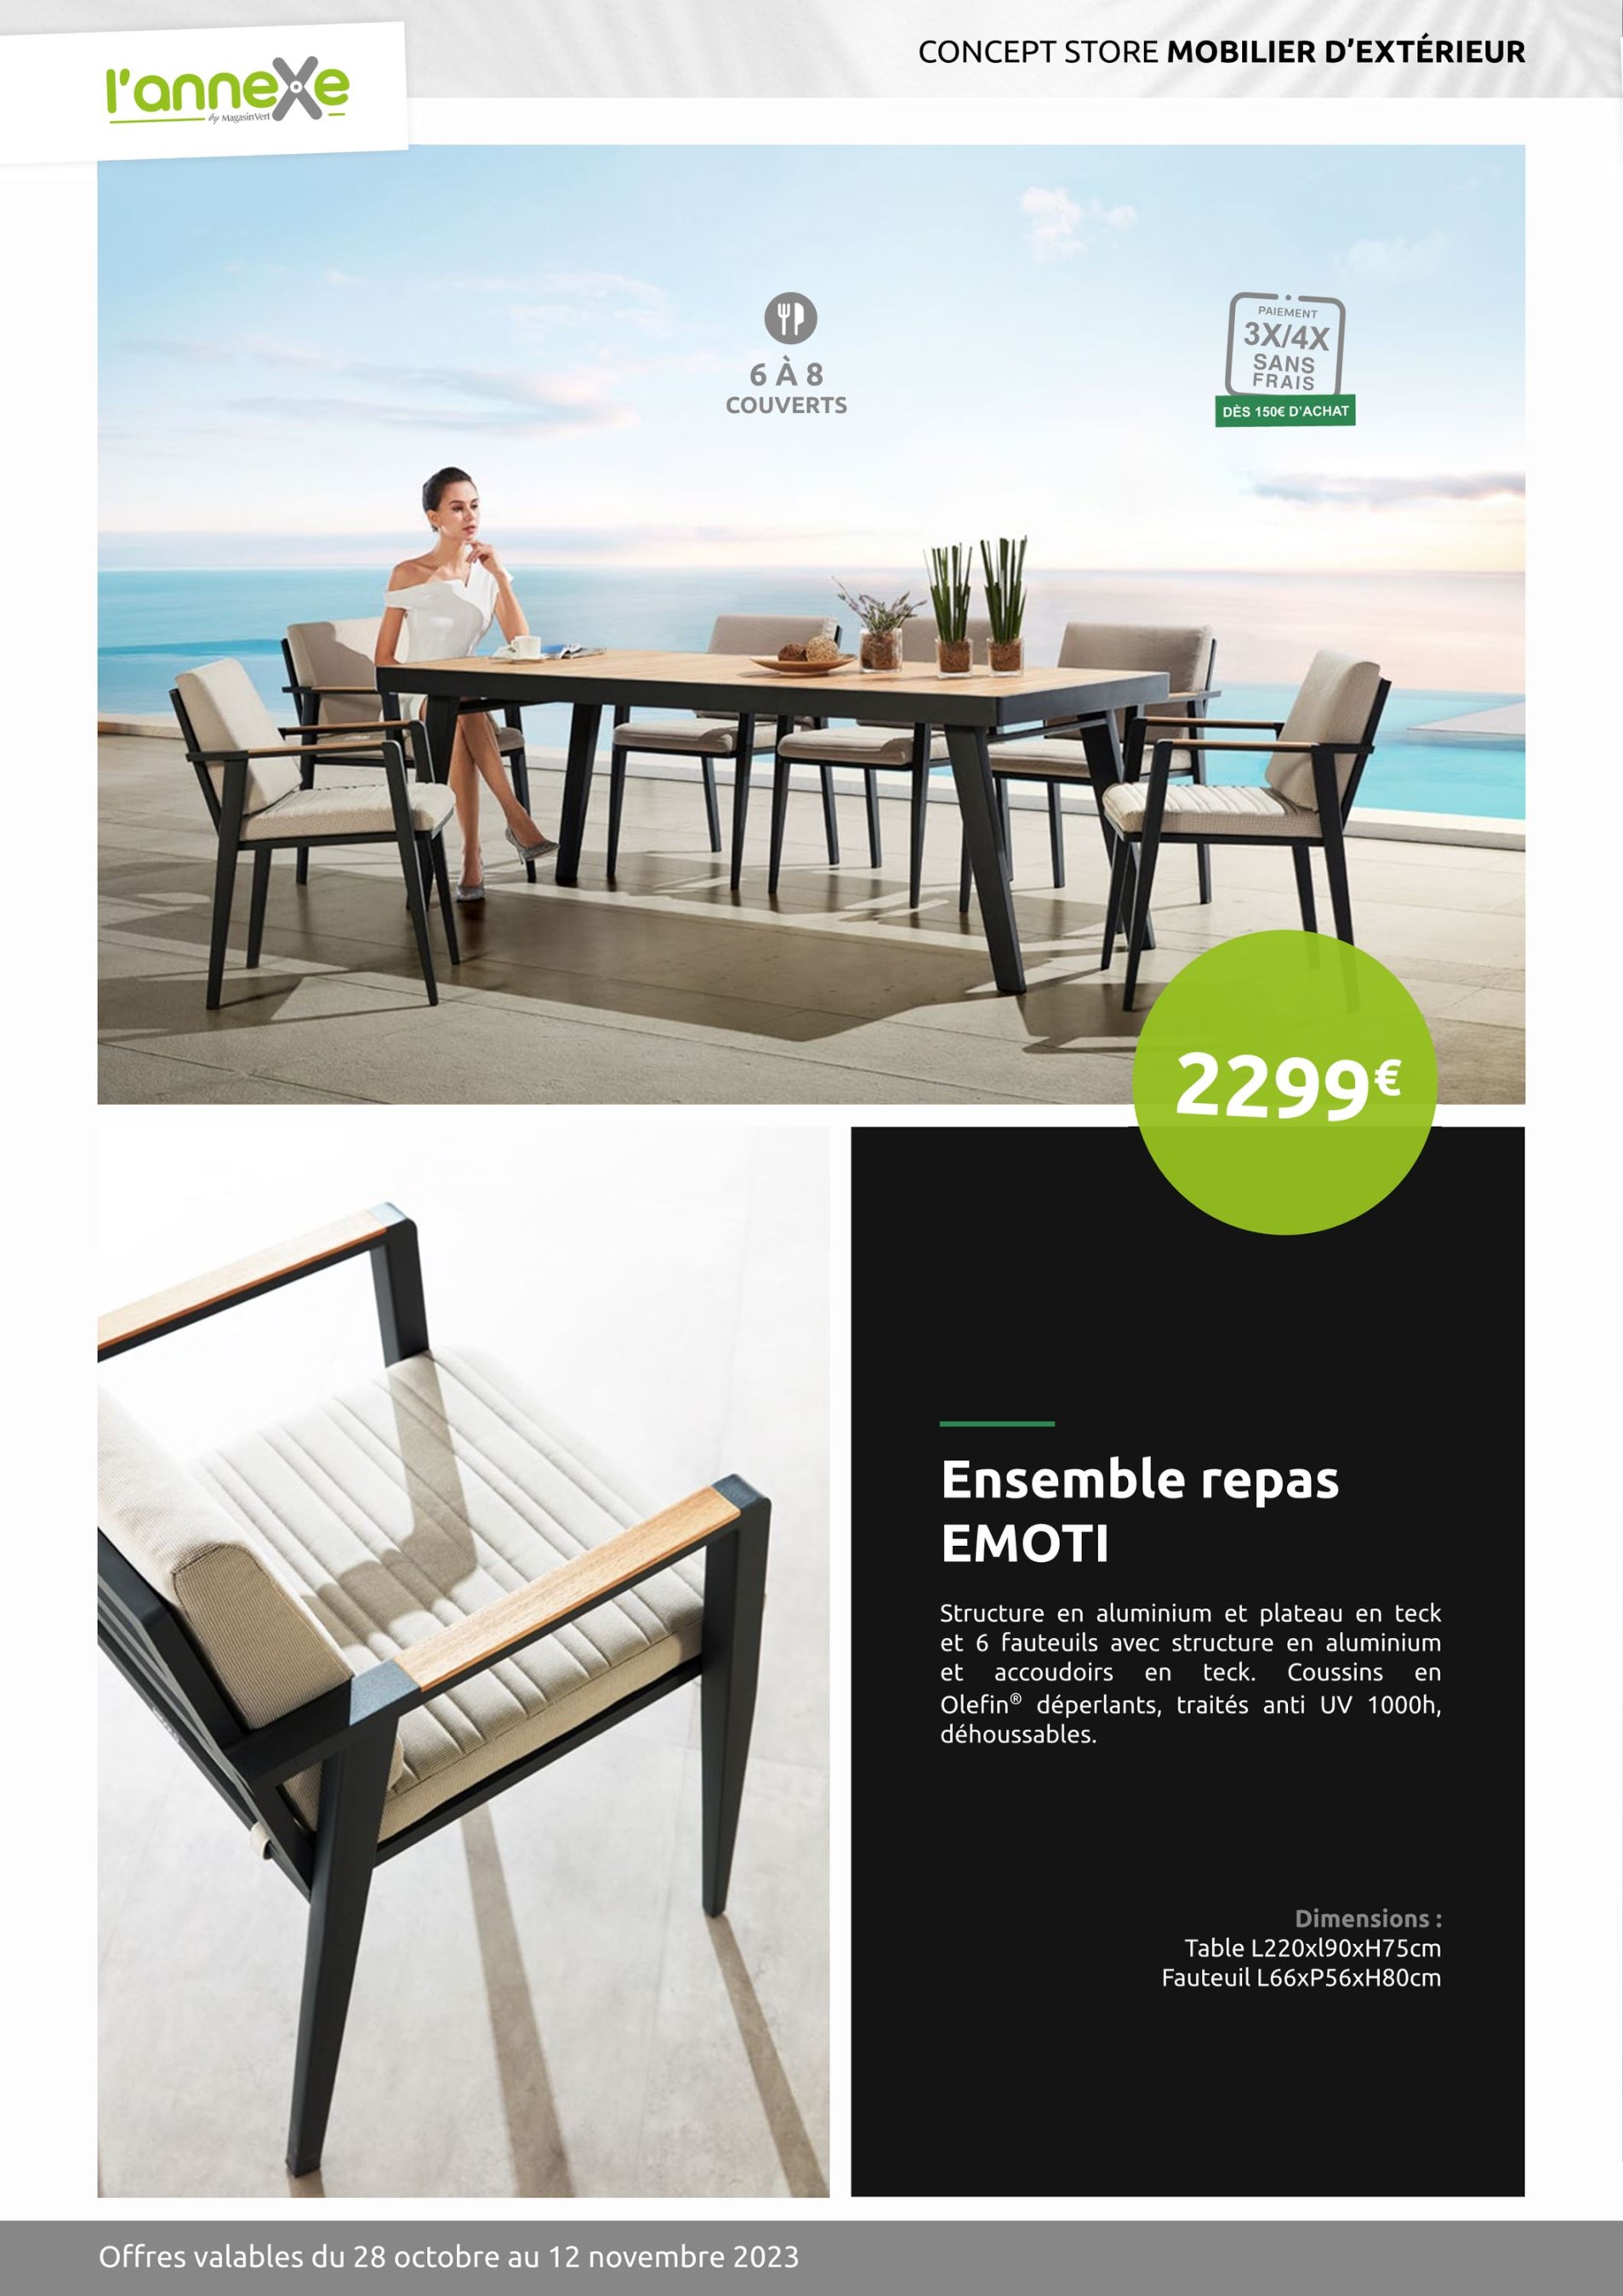 l'annexe
by MagasinVert
CONCEPT STORE MOBILIER D'EXTÉRIEUR
6 À 8
COUVERTS
PAIEMENT
3X/4X
SANS
FRAIS
DÈS 150€ D'ACHAT
2299€
Ensemble repas
EMOTI
Structure en aluminium et plateau en teck
et 6 fauteuils avec structure en aluminium
et accoudoirs en teck. Coussins en
Olefin® déperlants, traités anti UV 1000h,
déhoussables.
Dimensions :
Table L220xl90xH75cm
Fauteuil L66xP56xH80cm
Offres valables du 28 octobre au 12 novembre 2023